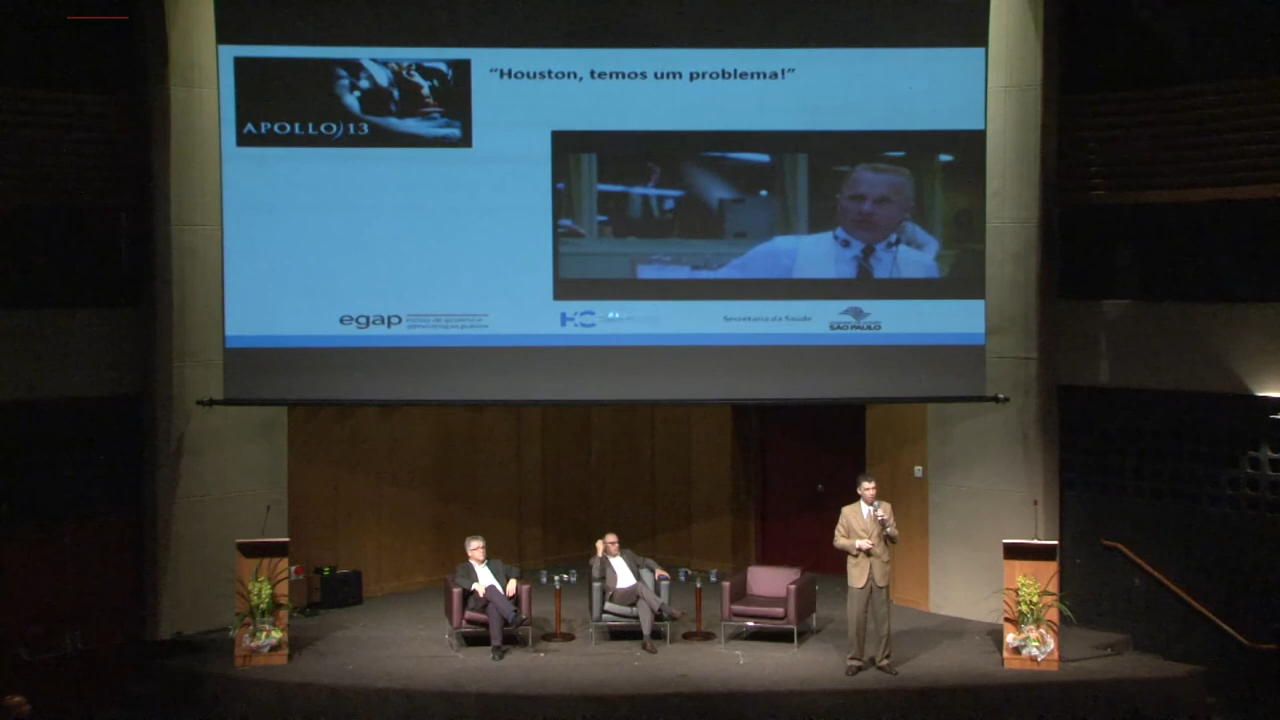 "Houston, temos um problema!"
APOLLO 13
egap
HC
Secretaria da Saúde
SÃO PAULO